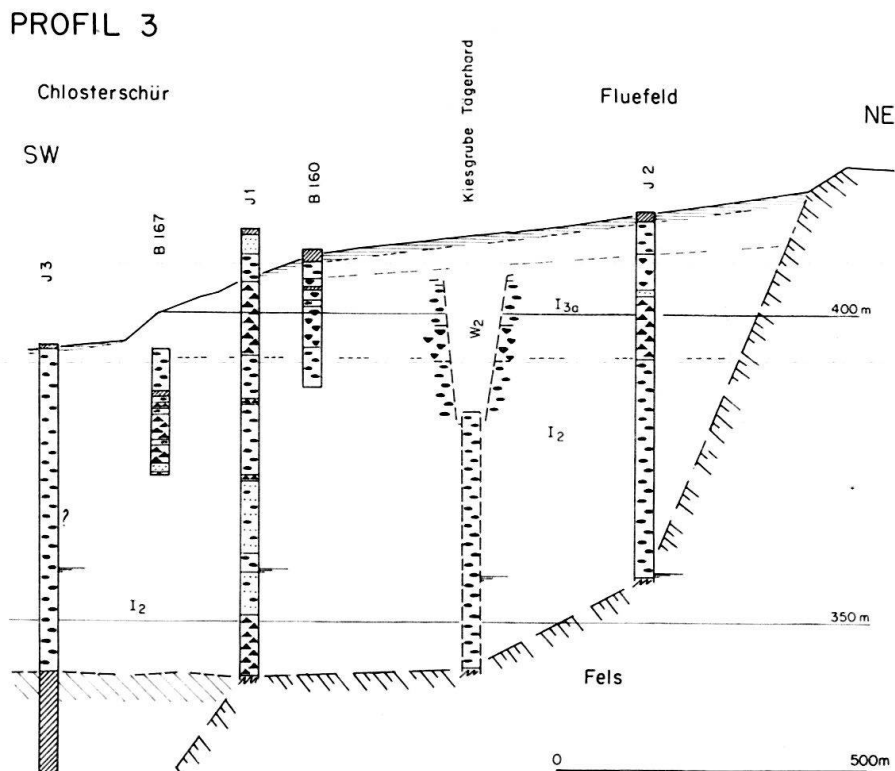 PROFIL 3
Chlosterschür
Fluefeld
SW
NE
J3
B 167
J1
B 160
Kiesgrube Tägerhard
J 2
W2
I3a
400 m
I2
?
I2
350 m
Fels
0
500m